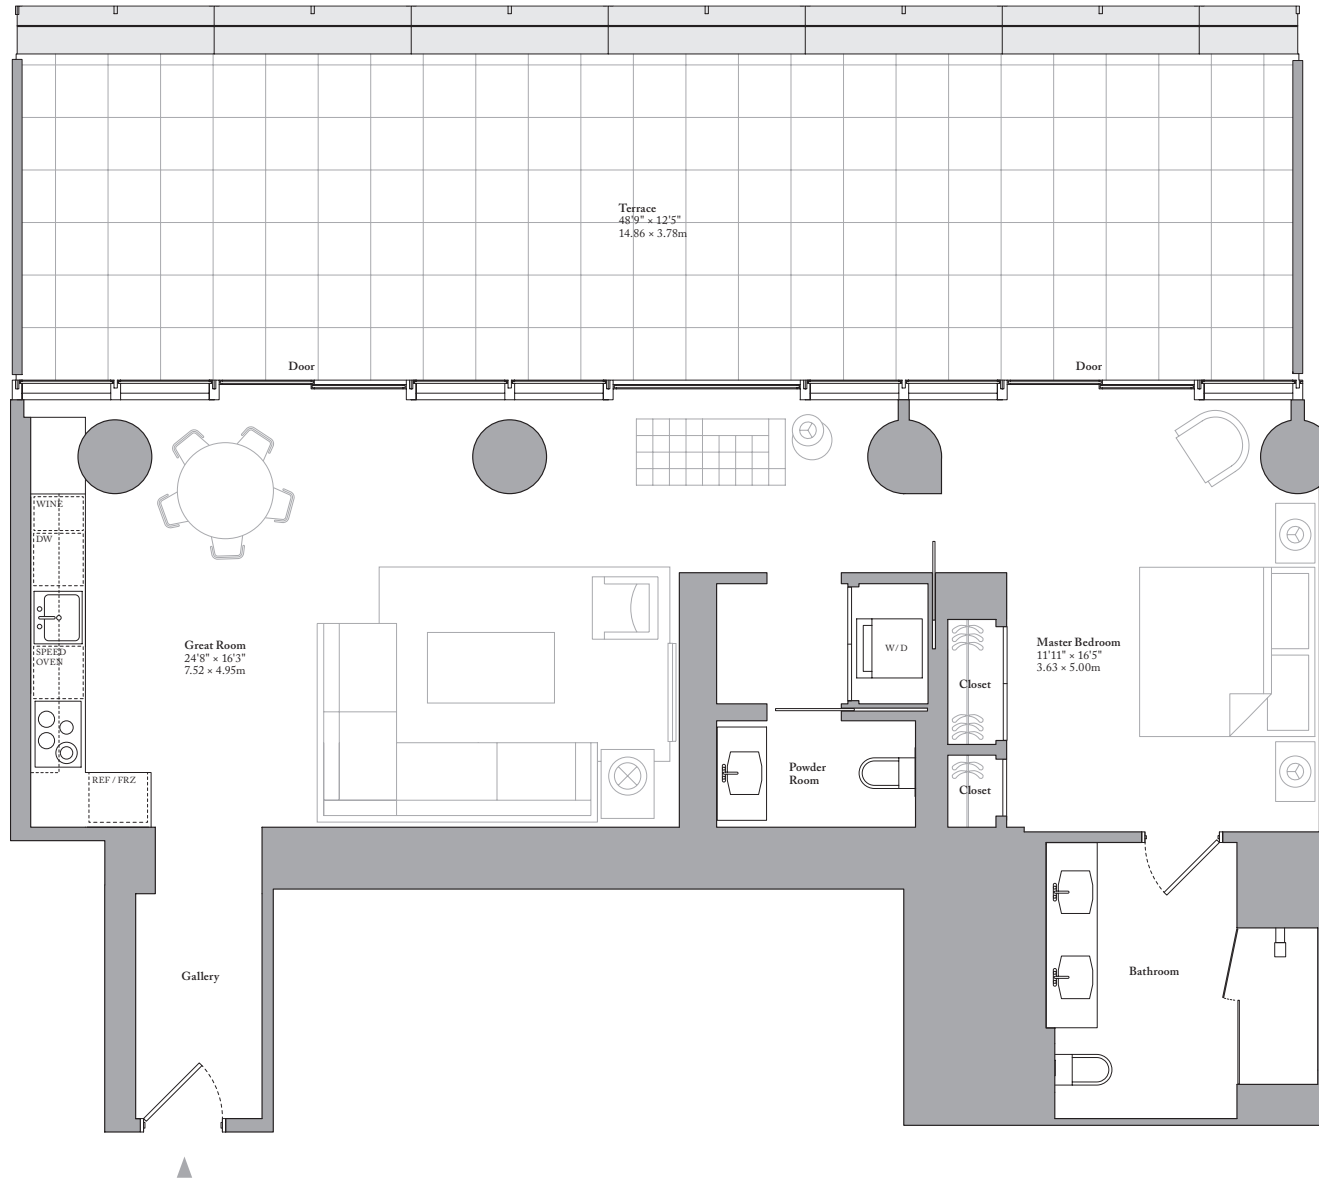 Terrace
48'9" × 12'5"
14.86 × 3.78m
Door
Door
WINE
DW
SPEED
OVEN
REF / FRZ
Great Room
24'8" × 16'3"
7.52 × 4.95m
W/D
Closet
Closet
Master Bedroom
11'11" × 16'5"
3.63 × 5.00m
Powder
Room
Gallery
Bathroom